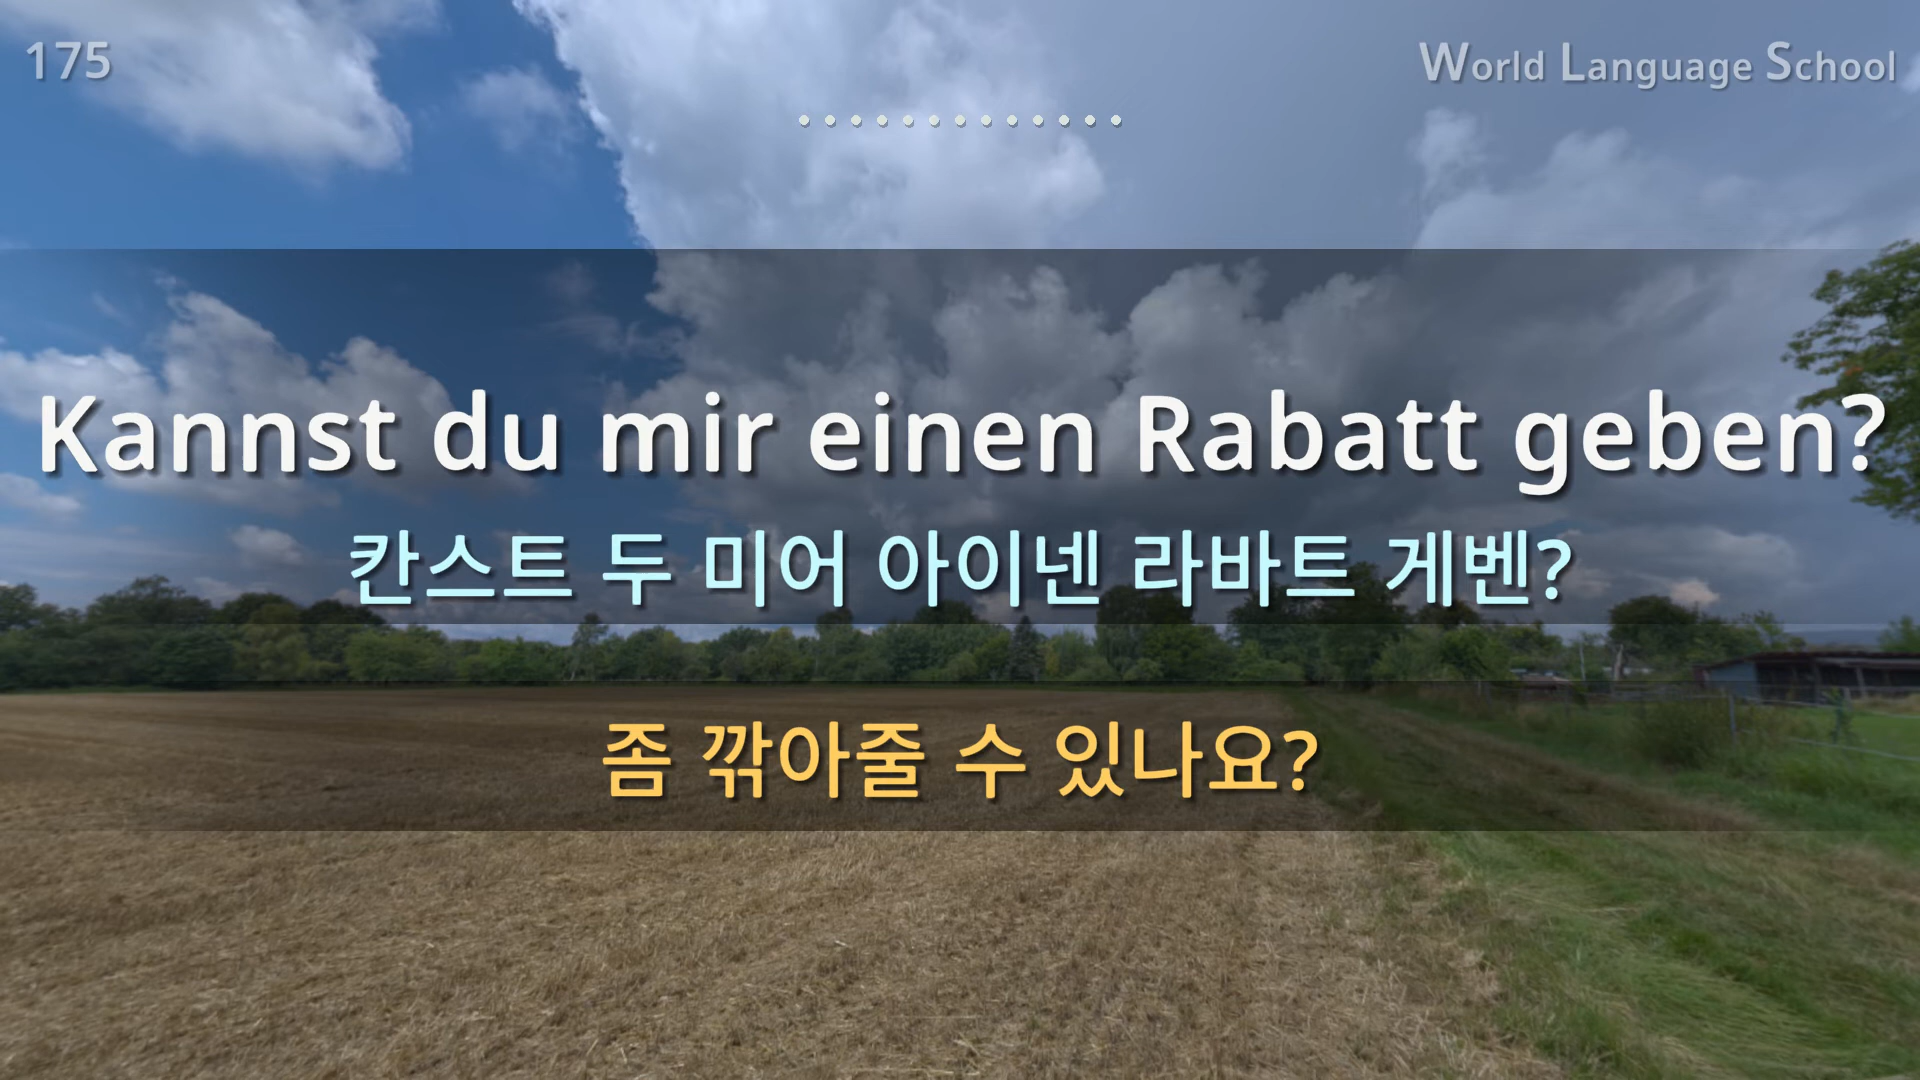 175
World Language School
Kannst du mir einen Rabatt geben?
칸스트 두 미어 아이넨 라바트 게벤?
좀 깎아줄 수 있나요?